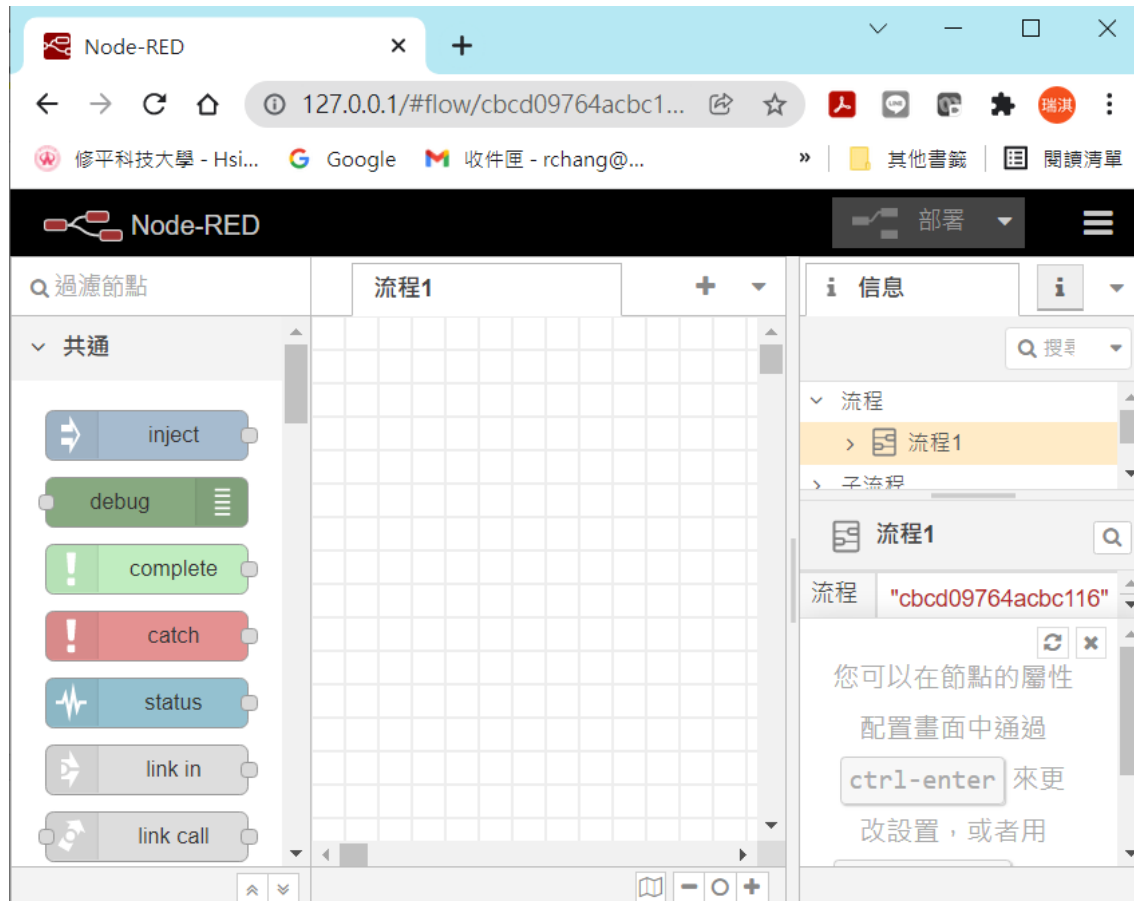 Node-RED
127.0.0.1/#flow/cbcd09764acbc1...
瑞淇
修平科技大學 - Hsi...
Google
收件匣 - rchang@...
»
其他書籤
閱讀清單
Node-RED
部署
過濾節點
流程1
信息
共通
搜尋
流程
流程1
子流程
inject
debug
complete
catch
status
link in
link call
流程1
流程 "cbcd09764acbc116"
您可以在節點的屬性
配置畫面中通過
ctrl-enter 來更
改設置，或者用